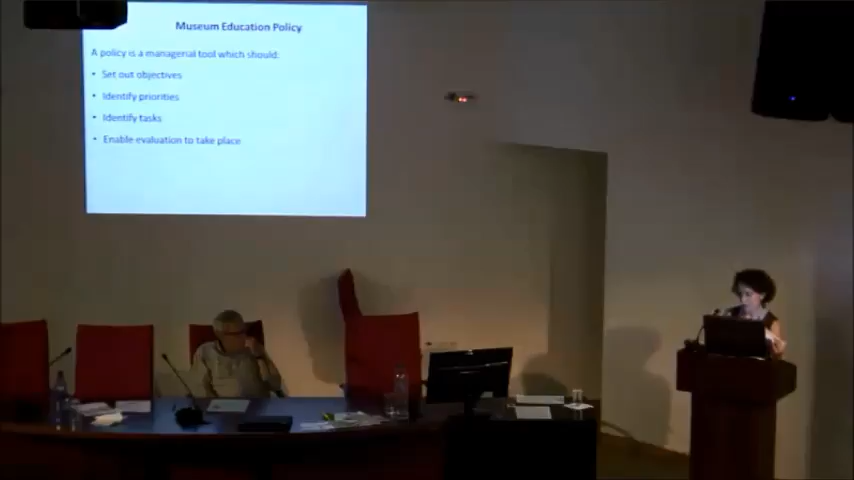 Museum Education Policy
A policy is a managerial tool which should:
• Set out objectives
• Identify priorities
• Identify tasks
• Enable evaluation to take place